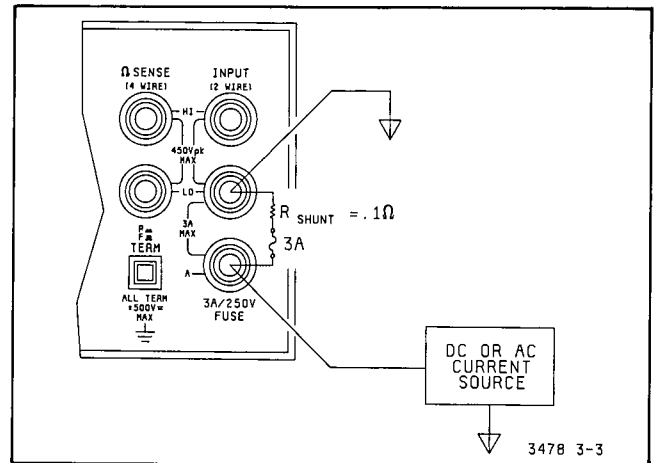 Ω SENSE
(4 WIRE)
INPUT
(2 WIRE)
HI
450Vpk
MAX
LO
3A
MAX
R SHUNT = .1Ω
3A
F
TERM
A
ALL TERM
±500V=
MAX
3A/250V
FUSE
DC OR AC
CURRENT
SOURCE
3478 3-3